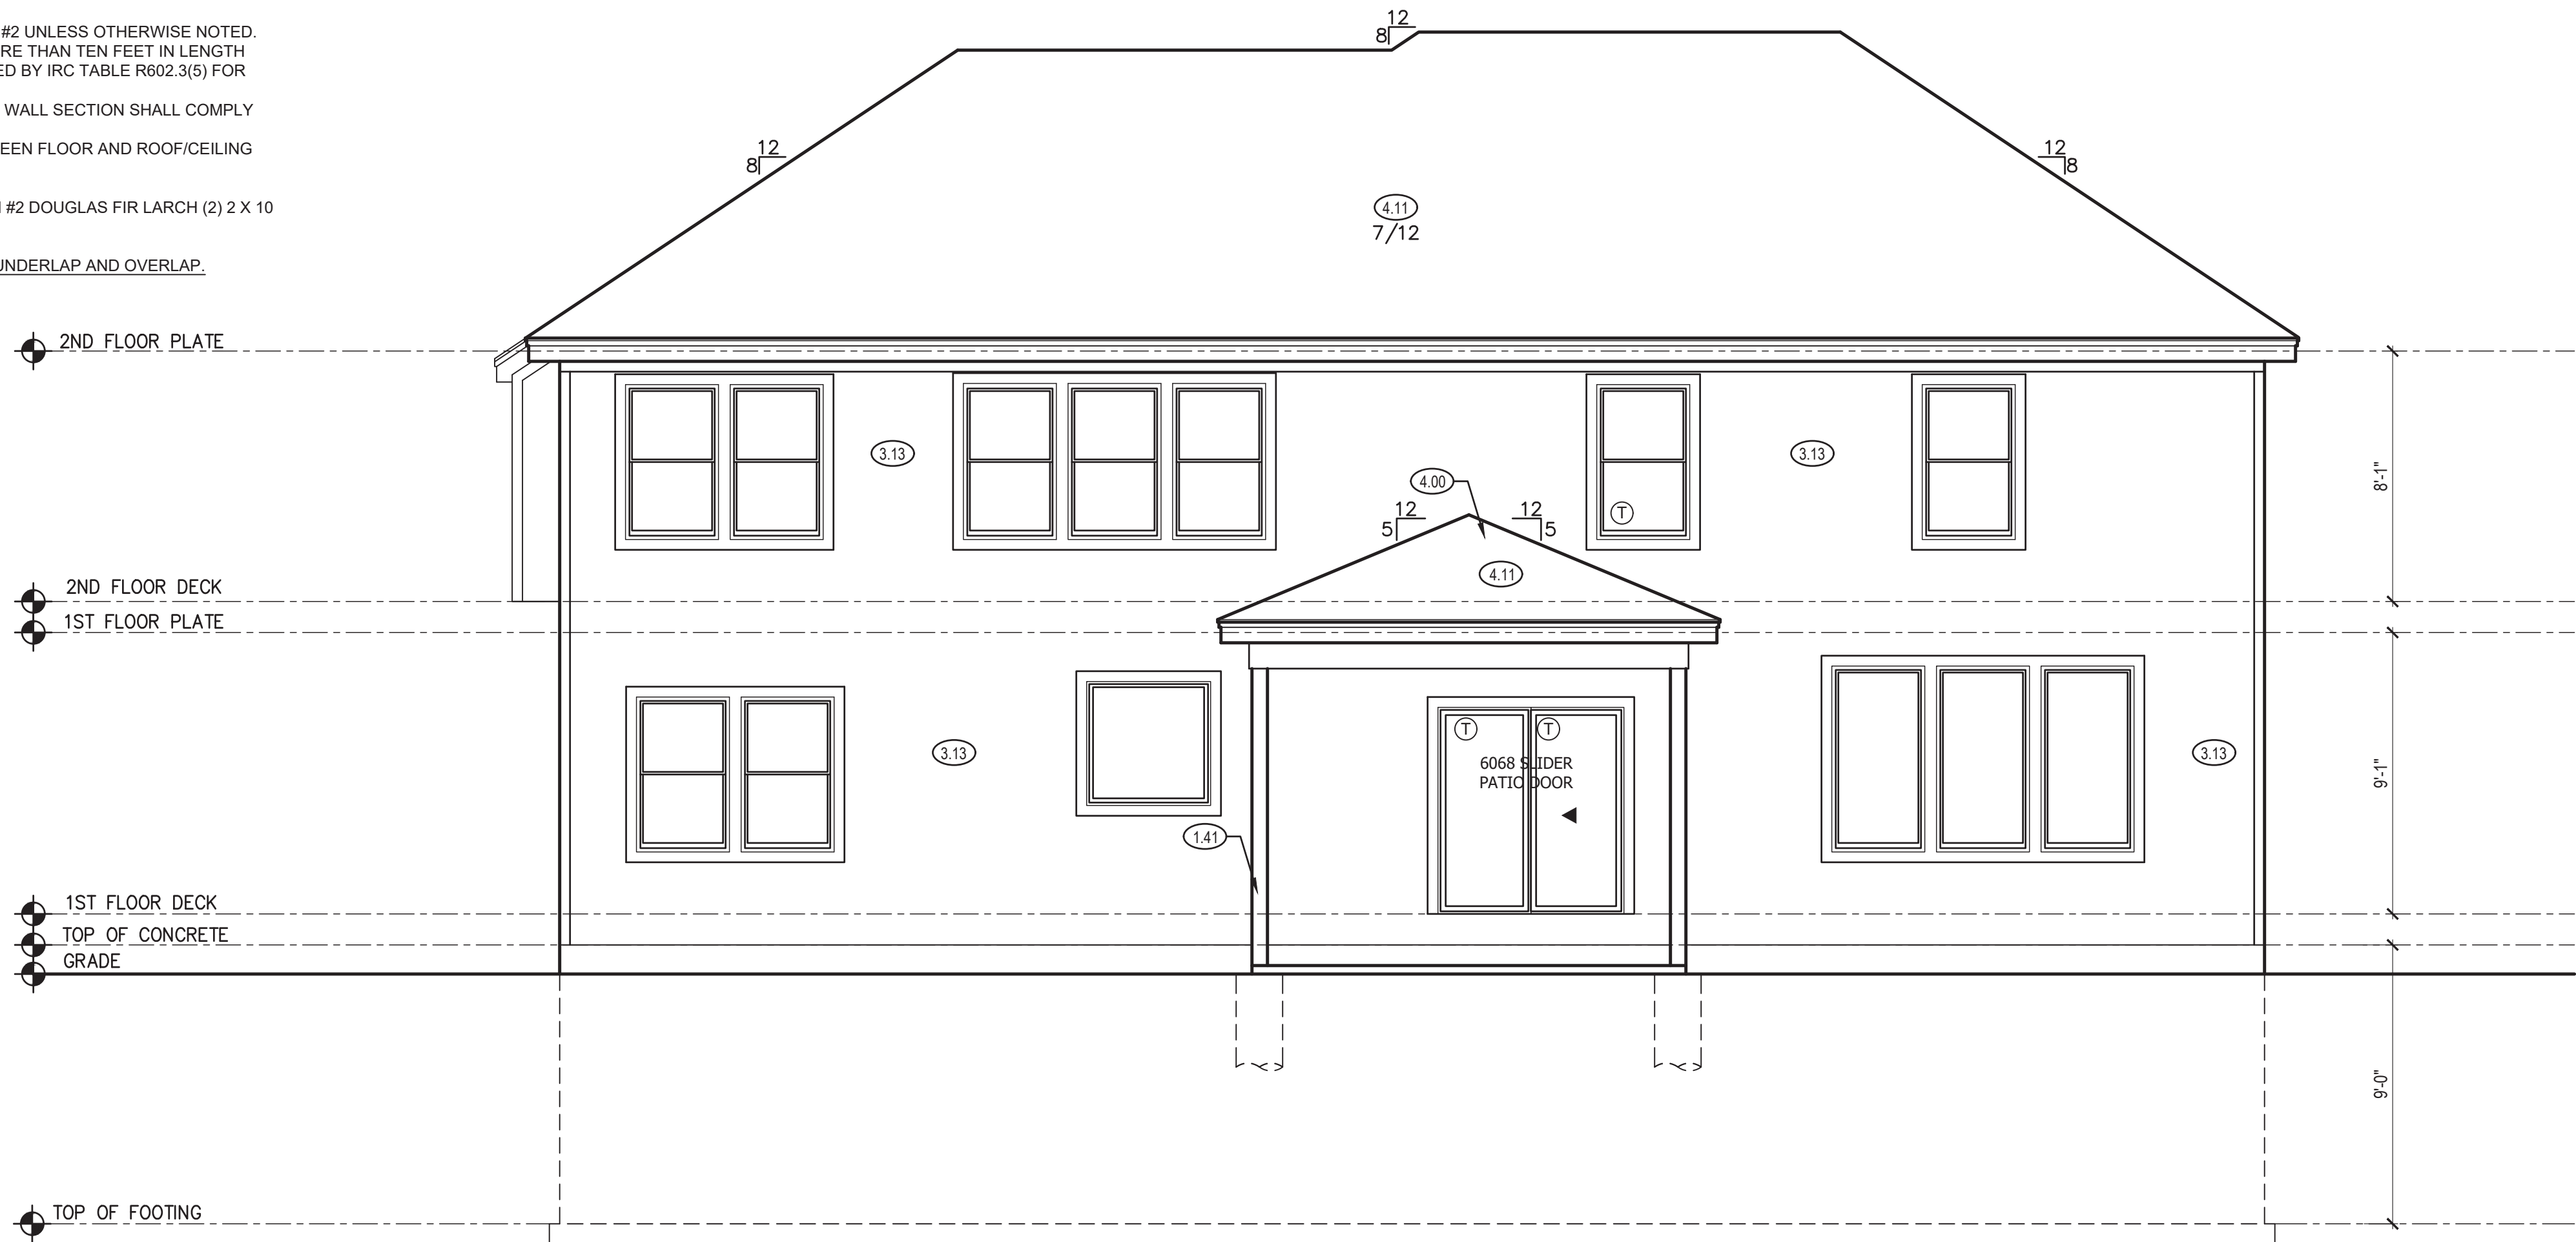 #2 UNLESS OTHERWISE NOTED.
RE THAN TEN FEET IN LENGTH
ED BY IRC TABLE R602.3(5) FOR
WALL SECTION SHALL COMPLY
EEN FLOOR AND ROOF/CEILING
#2 DOUGLAS FIR LARCH (2) 2 X 10
UNDERLAP AND OVERLAP.
12
8
12
8
12
8
4.11
7/12
2ND FLOOR PLATE
3.13
3.13
8'-1"
4.00
T
12
5
12
5
4.11
2ND FLOOR DECK
1ST FLOOR PLATE
T
T
6068 SLIDER
PATIO DOOR
3.13
3.13
9'-1"
1.41
1ST FLOOR DECK
TOP OF CONCRETE
GRADE
9'-0"
TOP OF FOOTING